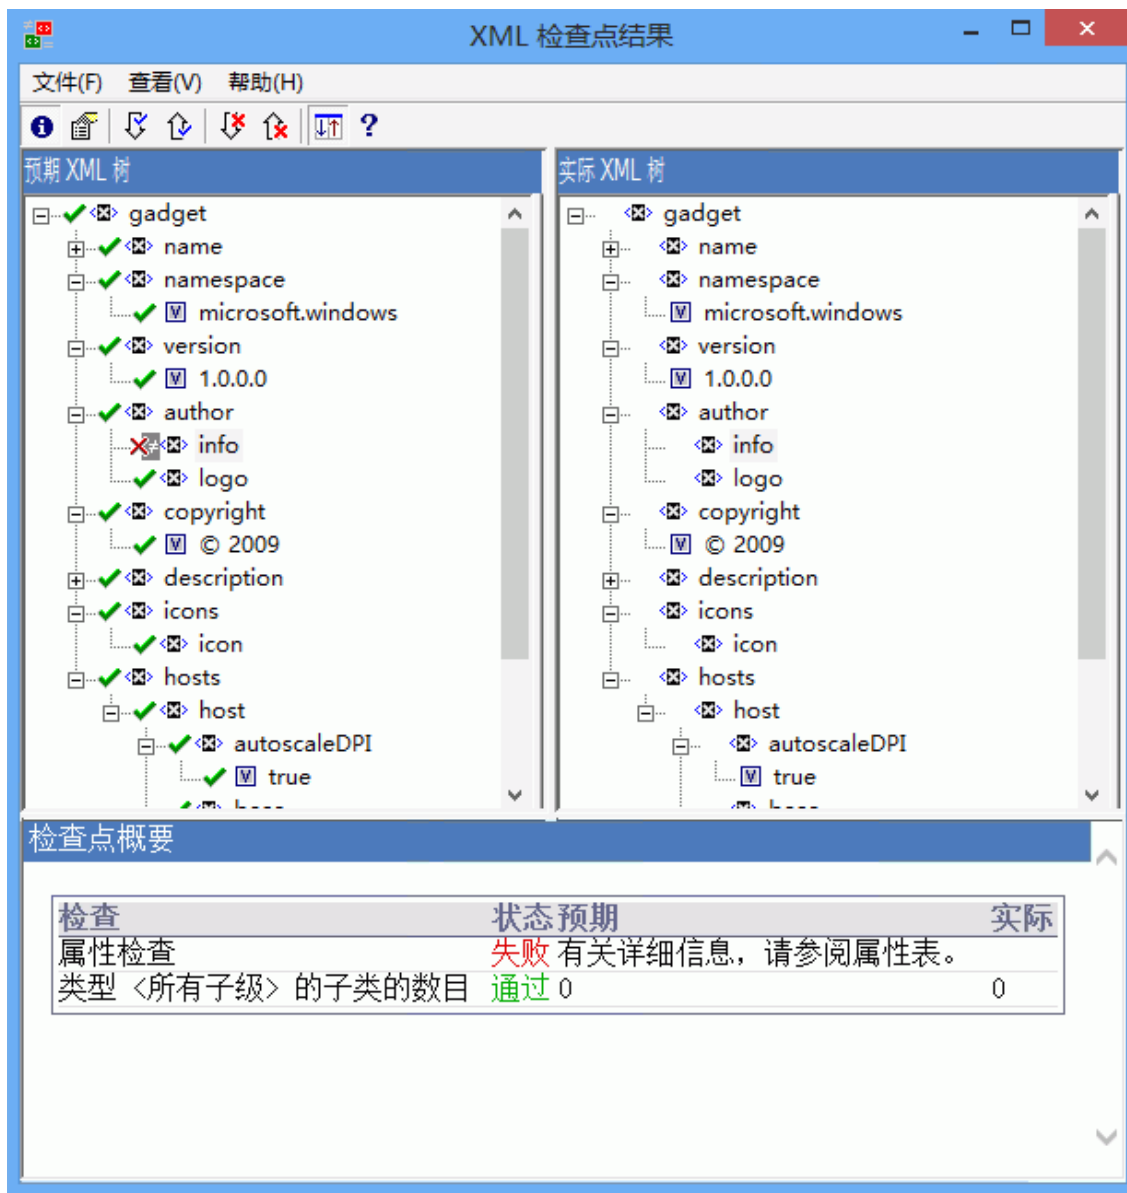 XML 检查点结果
文件(F) 查看(V) 帮助(H)
预期 XML 树
gadget
name
namespace
microsoft.windows
version
1.0.0.0
author
info
logo
copyright
© 2009
description
icons
icon
hosts
host
autoscaleDPI
true
实际 XML 树
gadget
name
namespace
microsoft.windows
version
1.0.0.0
author
info
logo
copyright
© 2009
description
icons
icon
hosts
host
autoscaleDPI
true
检查点概要
检查 状态 预期 实际
属性检查 失败 有关详细信息，请参阅属性表。
类型 <所有子级> 的子类的数目 通过 0 0